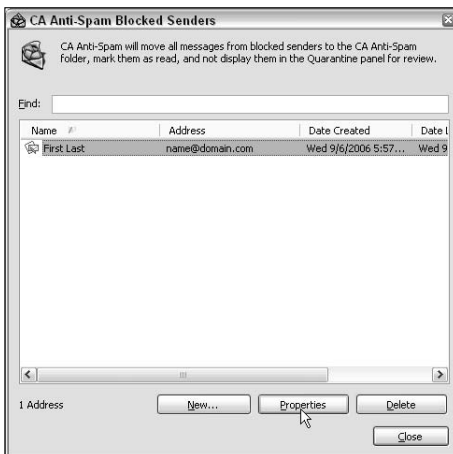 CA Anti-Spam Blocked Senders
CA Anti-Spam will move all messages from blocked senders to the CA Anti-Spam
folder, mark them as read, and not display them in the Quarantine panel for review.
Find:
Name Address Date Created Date L
First Last name@domain.com Wed 9/6/2006 5:57... Wed 9
1 Address New... Properties Delete
Close